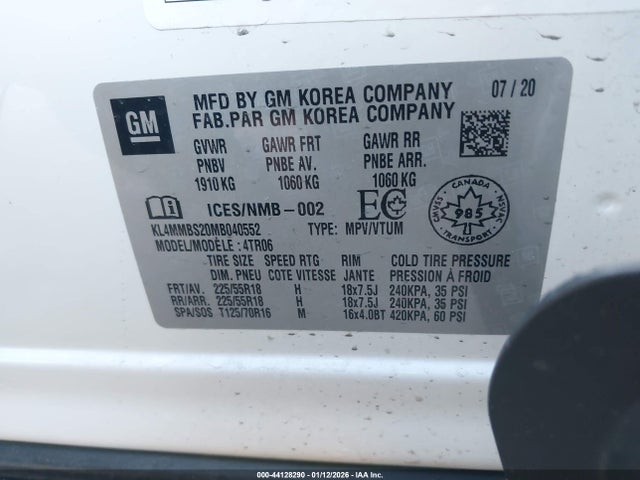 MFD BY GM KOREA COMPANY 07/20
FAB.PAR GM KOREA COMPANY
GM
GVWR GAWR FRT GAWR RR
PNBV PNBE AV. PNBE ARR.
1910 KG 1060 KG 1060 KG
ICES/NMB-002 EC
CANADA
CMVSS 985 NSVAC
TRANSPORT
KL4MMBS20MB040552 TYPE: MPV/VTUM
MODEL/MODÈLE: 4TR06
TIRE SIZE SPEED RTG RIM COLD TIRE PRESSURE
DIM. PNEU COTE VITESSE JANTE PRESSION À FROID
FRT/AV. 225/55R18 H 18x7.5J 240KPA, 35 PSI
RR/ARR. 225/55R18 H 18x7.5J 240KPA, 35 PSI
SPA/SOS T125/70R16 M 16x4.0BT 420KPA, 60 PSI
000-44128290 - 01/12/2026 - IAA Inc.